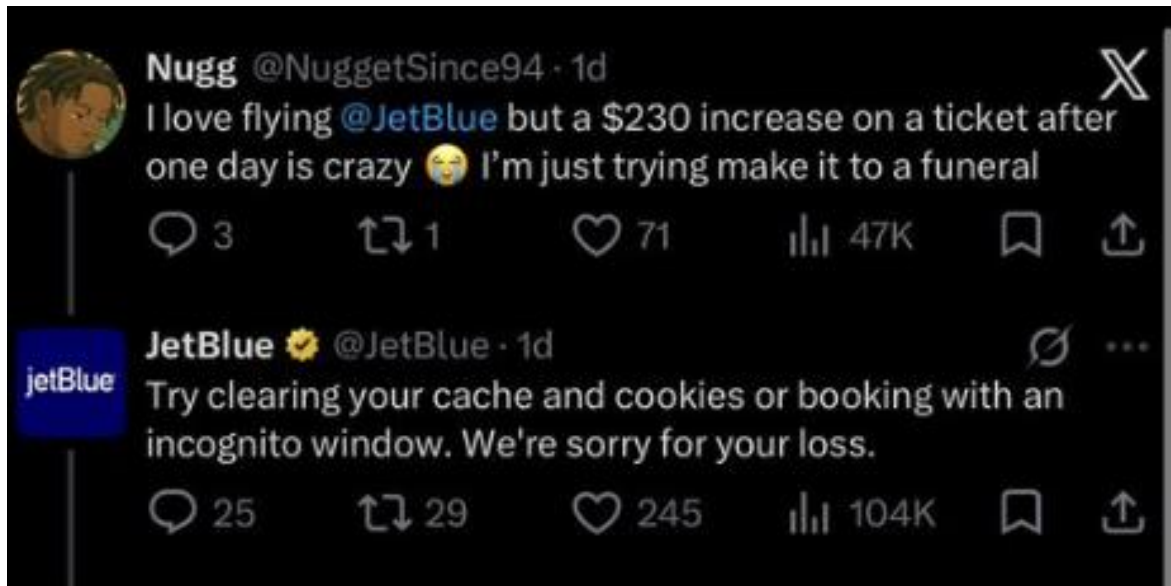 Nugg @NuggetSince94 · 1d
I love flying @JetBlue but a $230 increase on a ticket after
one day is crazy 😭 I'm just trying make it to a funeral
3 1 71 47K
jetBlue
JetBlue @JetBlue · 1d
Try clearing your cache and cookies or booking with an
incognito window. We're sorry for your loss.
25 29 245 104K